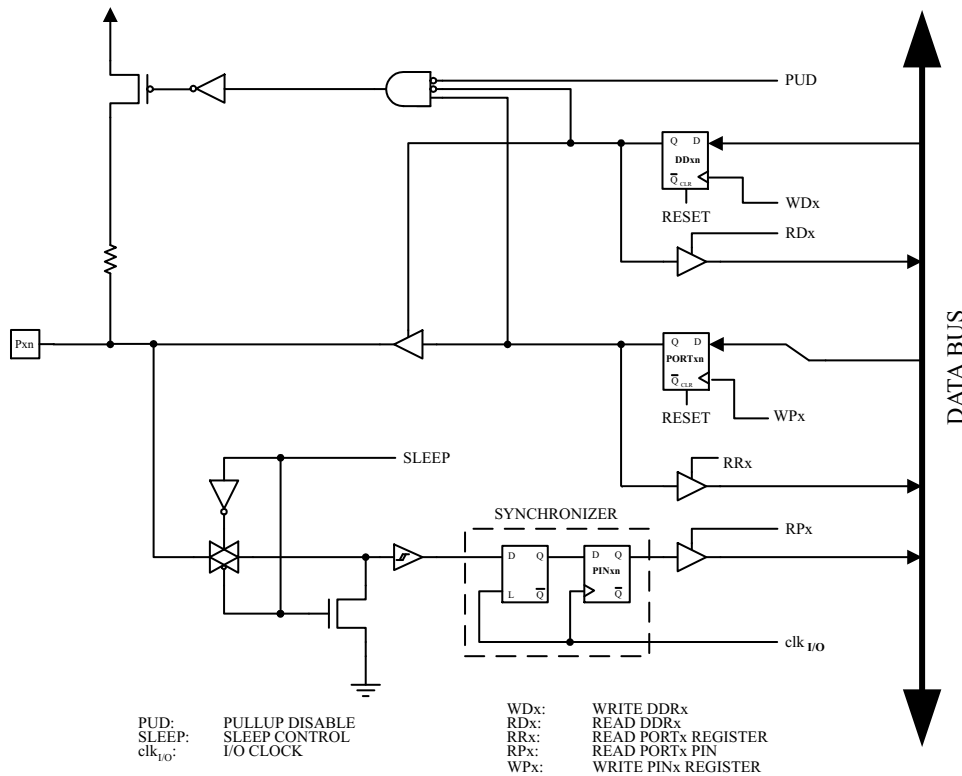 PUD
Q D
DDxn
Q CLR
WDx
RESET
RDx
Pxn
Q D
PORTxn
Q CLR
RESET
WPx
DATA BUS
SLEEP
RRx
SYNCHRONIZER
RPx
D Q
L Q
D Q
PINxn
Q
clk I/O
PUD: PULLUP DISABLE
SLEEP: SLEEP CONTROL
clkI/O: I/O CLOCK
WDx: WRITE DDRx
RDx: READ DDRx
RRx: READ PORTx REGISTER
RPx: READ PORTx PIN
WPx: WRITE PINx REGISTER